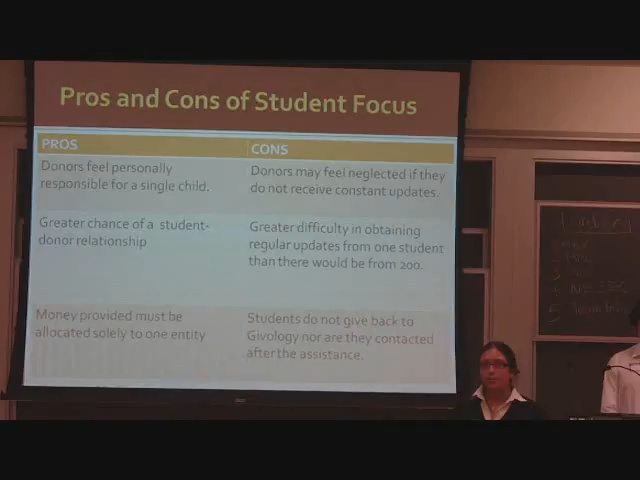 Pros and Cons of Student Focus
PROS
CONS
Donors feel personally
responsible for a single child.
Donors may feel neglected if they
do not receive constant updates.
Greater chance of a student-
donor relationship
Greater difficulty in obtaining
regular updates from one student
than there would be from 200.
Money provided must be
allocated solely to one entity
Students do not give back to
Givology nor are they contacted
after the assistance.